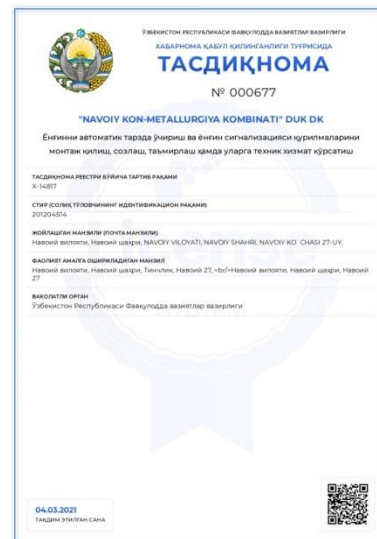 ЎЗБЕКИСТОН РЕСПУБЛИКАСИ ФАВҚУЛОДДА ВАЗИЯТЛАР ВАЗИРЛИГИ
ХАБАРНОМА ҚАБУЛ ҚИЛИНГАНЛИГИ ТУҒРИСИДА
ТАСДИҚНОМА
№ 000677
"NAVOIY KON-METALLURGIYA KOMBINATI" DUK DK
Ёнғинни автоматик тарзда ўчириш ва ёнғин сигнализацияси қурилмаларини
монтаж қилиш, созлаш, таъмирлаш ҳамда уларга техник хизмат кўрсатиш
ТАСДИҚНОМА РЕЕСТРИ БЎЙИЧА ТАРТИБ РАҚАМИ
X-14817
СТИР (СОЛИҚ ТЎЛОВЧИНИНГ ИДЕНТИФИКАЦИОН РАҚАМИ)
201204514
ЖОЙЛАШГАН МАНЗИЛИ (ПОЧТА МАНЗИЛИ)
Навоий вилояти, Навоий шаҳри, NAVOIY VILOYATI, NAVOIY SHAHRI, NAVOIY KO`CHASI 27-UY,
ФАОЛИЯТ АМАЛГА ОШИРИЛАДИГАН МАНЗИЛ
Навоий вилояти, Навоий шаҳри, Тинчлик, Навоий 27, <br/>Навоий вилояти, Навоий шаҳри, Навоий
27
ВАКОЛАТЛИ ОРГАН
Ўзбекистон Республикаси Фавқулодда вазиятлар вазирлиги
04.03.2021
ТАҚДИМ ЭТИЛГАН САНА